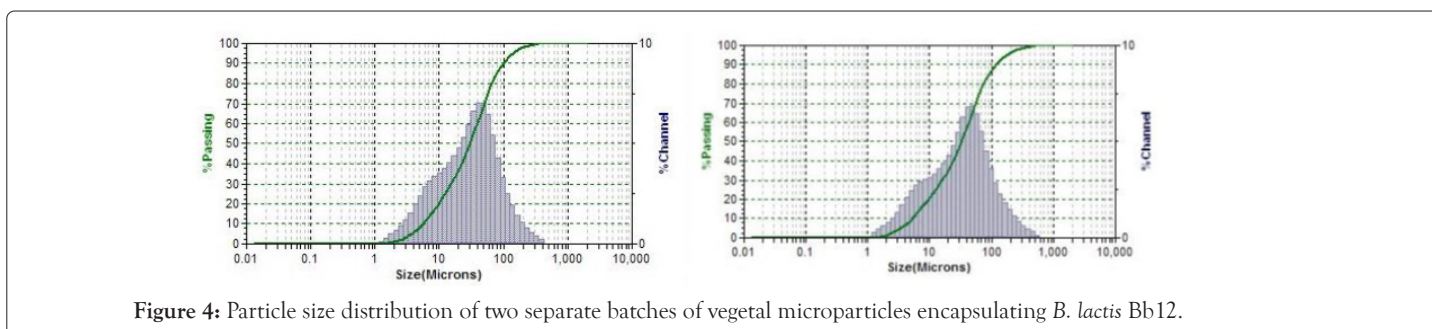 100
90
80
70
60
50
40
30
20
10
0
%Passing
10
0
%Channel
0.01 0.1 1 10 100 1,000 10,000
Size(Microns)
100
90
80
70
60
50
40
30
20
10
0
%Passing
10
0
%Channel
0.01 0.1 1 10 100 1,000 10,000
Size(Microns)
Figure 4: Particle size distribution of two separate batches of vegetal microparticles encapsulating B. lactis Bb12.